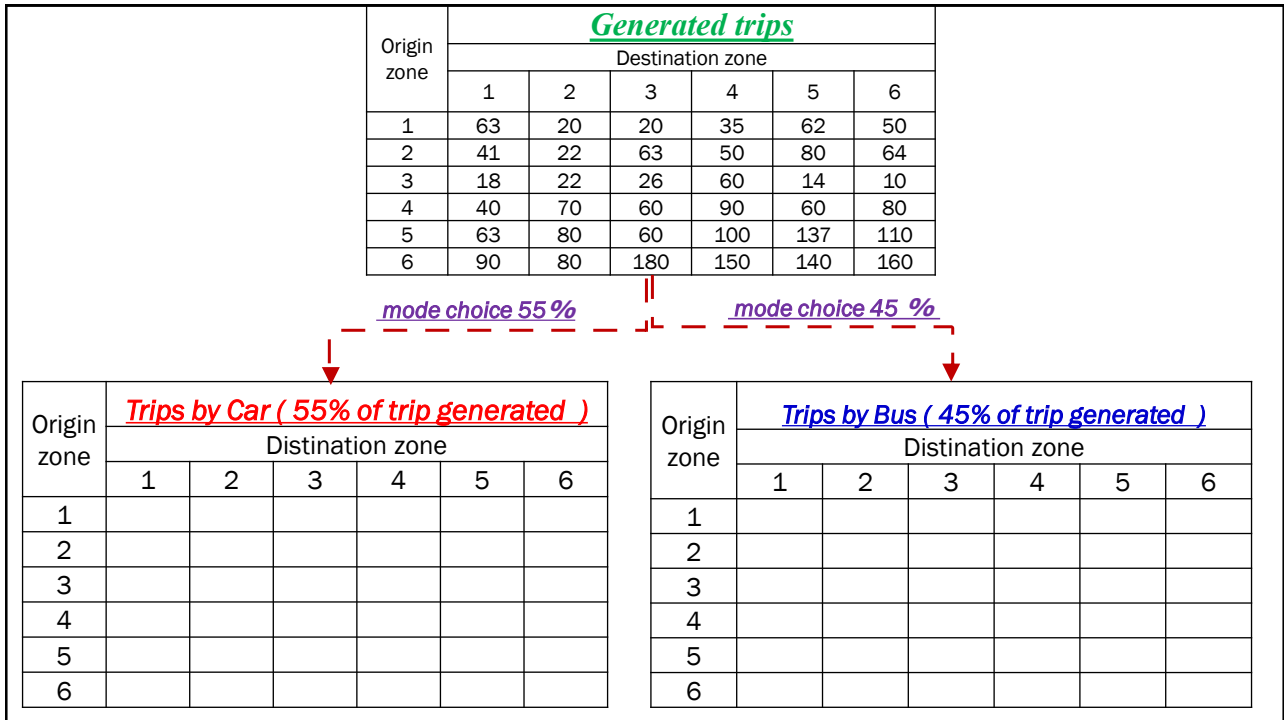 Generated trips
Origin zone
Destination zone
1 2 3 4 5 6
1 63 20 20 35 62 50
2 41 22 63 50 80 64
3 18 22 26 60 14 10
4 40 70 60 90 60 80
5 63 80 60 100 137 110
6 90 80 180 150 140 160
mode choice 55%
mode choice 45 %
Origin zone
Trips by Car ( 55% of trip generated )
Distination zone
1 2 3 4 5 6
1
2
3
4
5
6
Origin zone
Trips by Bus ( 45% of trip generated )
Distination zone
1 2 3 4 5 6
1
2
3
4
5
6